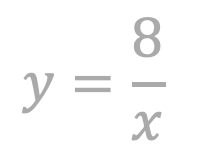 y = 8/x